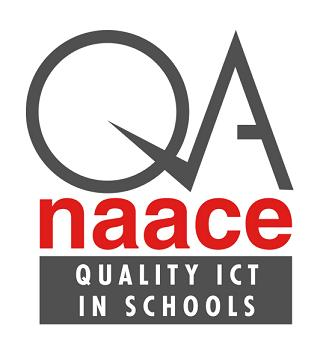 QA
naace
QUALITY ICT
IN SCHOOLS